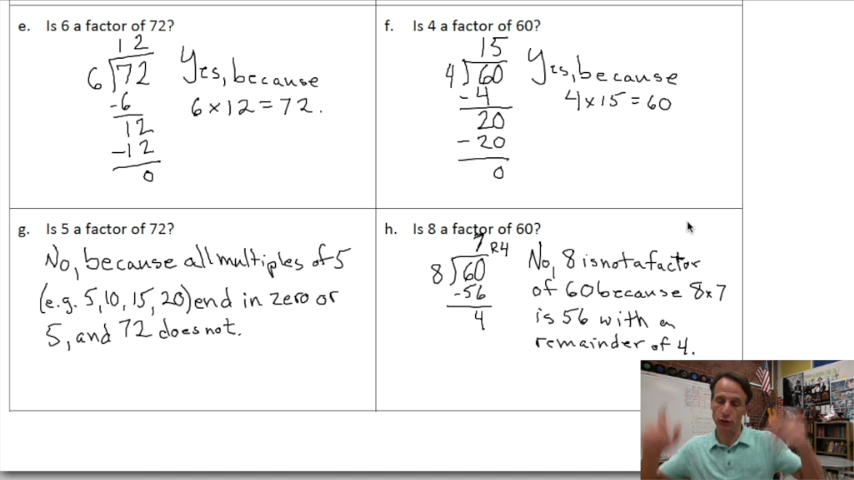 e. Is 6 a factor of 72?
12
6)72
-6
12
-12
0
Yes, because
6 x 12 = 72.
f. Is 4 a factor of 60?
15
4)60
-4
20
-20
0
Yes, because
4 x 15 = 60
g. Is 5 a factor of 72?
No, because all multiples of 5
(e.g. 5, 10, 15, 20) end in zero or
5, and 72 does not.
h. Is 8 a factor of 60?
7 R4
8)60
-56
4
No, 8 is not a factor
of 60 because 8x7
is 56 with a
remainder of 4.